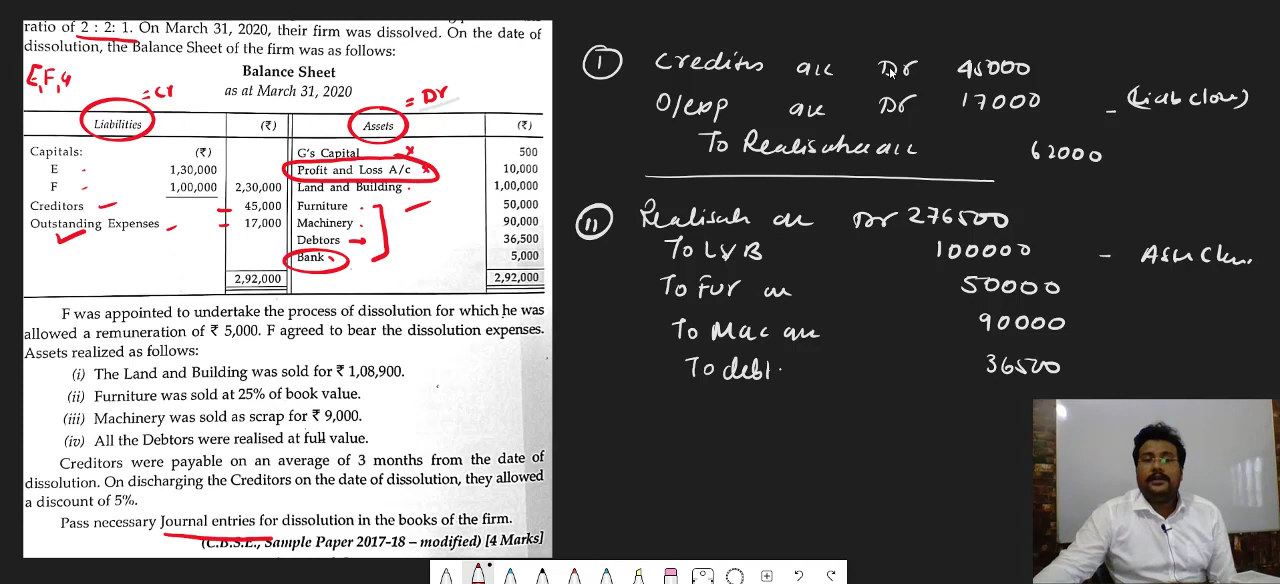 ratio of 2 : 2: 1. On March 31, 2020, their firm was dissolved. On the date of
dissolution, the Balance Sheet of the firm was as follows:
E, F, G
Balance Sheet
as at March 31, 2020
= Cr
= Dr
Liabilities (₹) Assets (₹)
Capitals: (₹) G's Capital 500
E 1,30,000 Profit and Loss A/c 10,000
F 1,00,000 2,30,000 Land and Building 1,00,000
Creditors 45,000 Furniture 50,000
Outstanding Expenses 17,000 Machinery 90,000
Debtors 36,500
Bank 5,000
2,92,000 2,92,000
F was appointed to undertake the process of dissolution for which he was
allowed a remuneration of ₹ 5,000. F agreed to bear the dissolution expenses.
Assets realized as follows:
(i) The Land and Building was sold for ₹ 1,08,900.
(ii) Furniture was sold at 25% of book value.
(iii) Machinery was sold as scrap for ₹ 9,000.
(iv) All the Debtors were realised at full value.
Creditors were payable on an average of 3 months from the date of
dissolution. On discharging the Creditors on the date of dissolution, they allowed
a discount of 5%.
Pass necessary Journal entries for dissolution in the books of the firm.
(C.B.S.E., Sample Paper 2017-18 – modified) [4 Marks]
I Creditors a/c Dr 45000
O/exp a/c Dr 17000 - (Liab close)
To Realisation a/c 62000
II Realisatn a/c Dr 276500
To L & B 100000 - Asset Close
To Fur a/c 50000
To Mac a/c 90000
To debt. 36500